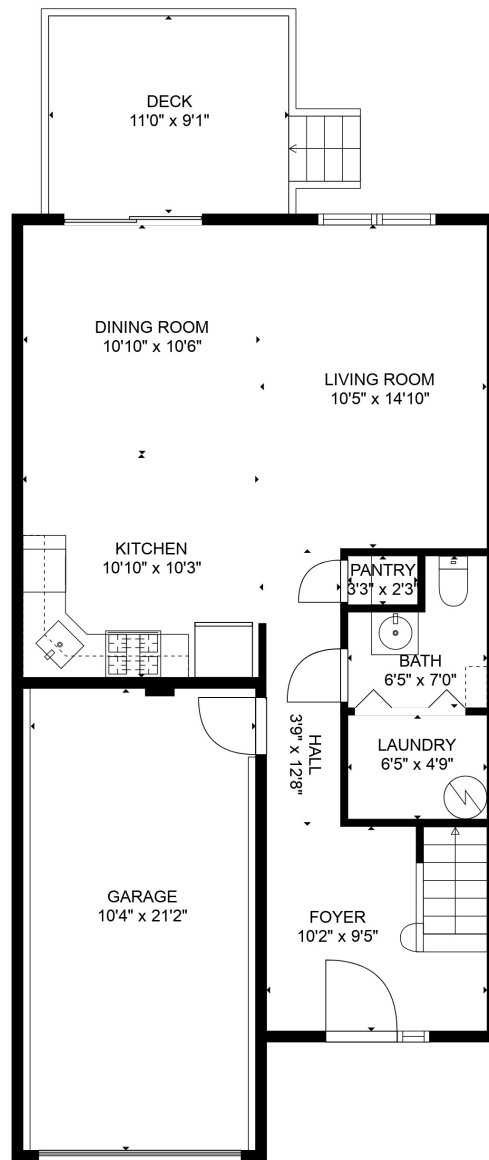 DECK
11'0" x 9'1"
DINING ROOM
10'10" x 10'6"
LIVING ROOM
10'5" x 14'10"
KITCHEN
10'10" x 10'3"
PANTRY
3'3" x 2'3"
BATH
6'5" x 7'0"
HALL
3'9" x 12'8"
LAUNDRY
6'5" x 4'9"
GARAGE
10'4" x 21'2"
FOYER
10'2" x 9'5"